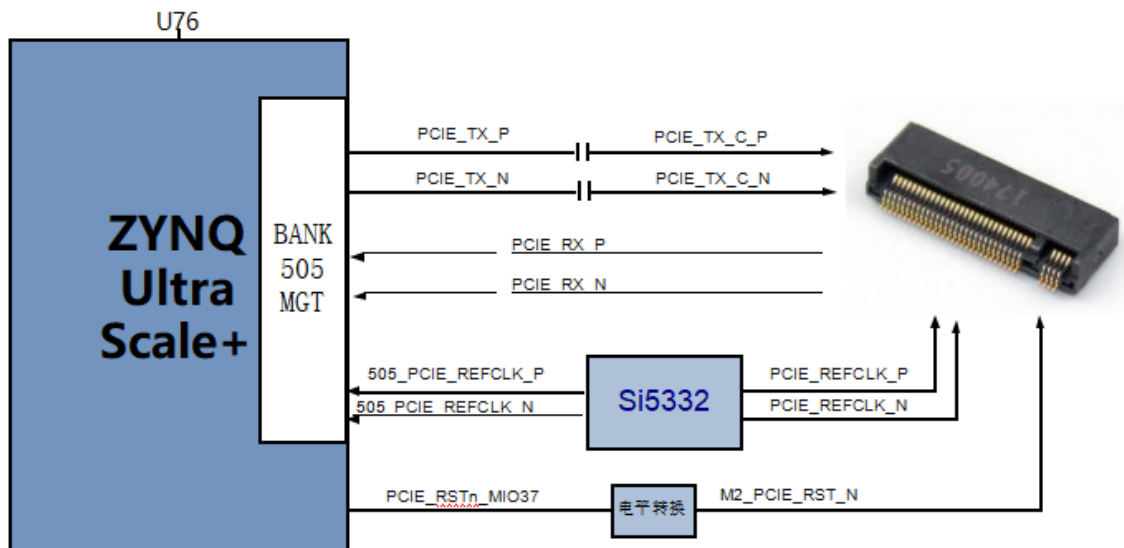 U76
PCIE_TX_P
PCIE_TX_C_P
PCIE_TX_N
PCIE_TX_C_N
174005
ZYNQ
Ultra
Scale+
BANK
505
MGT
PCIE_RX_P
PCIE_RX_N
505_PCIE_REFCLK_P
505_PCIE_REFCLK_N
Si5332
PCIE_REFCLK_P
PCIE_REFCLK_N
PCIE_RSTn_MIO37
电平转换
M2_PCIE_RST_N